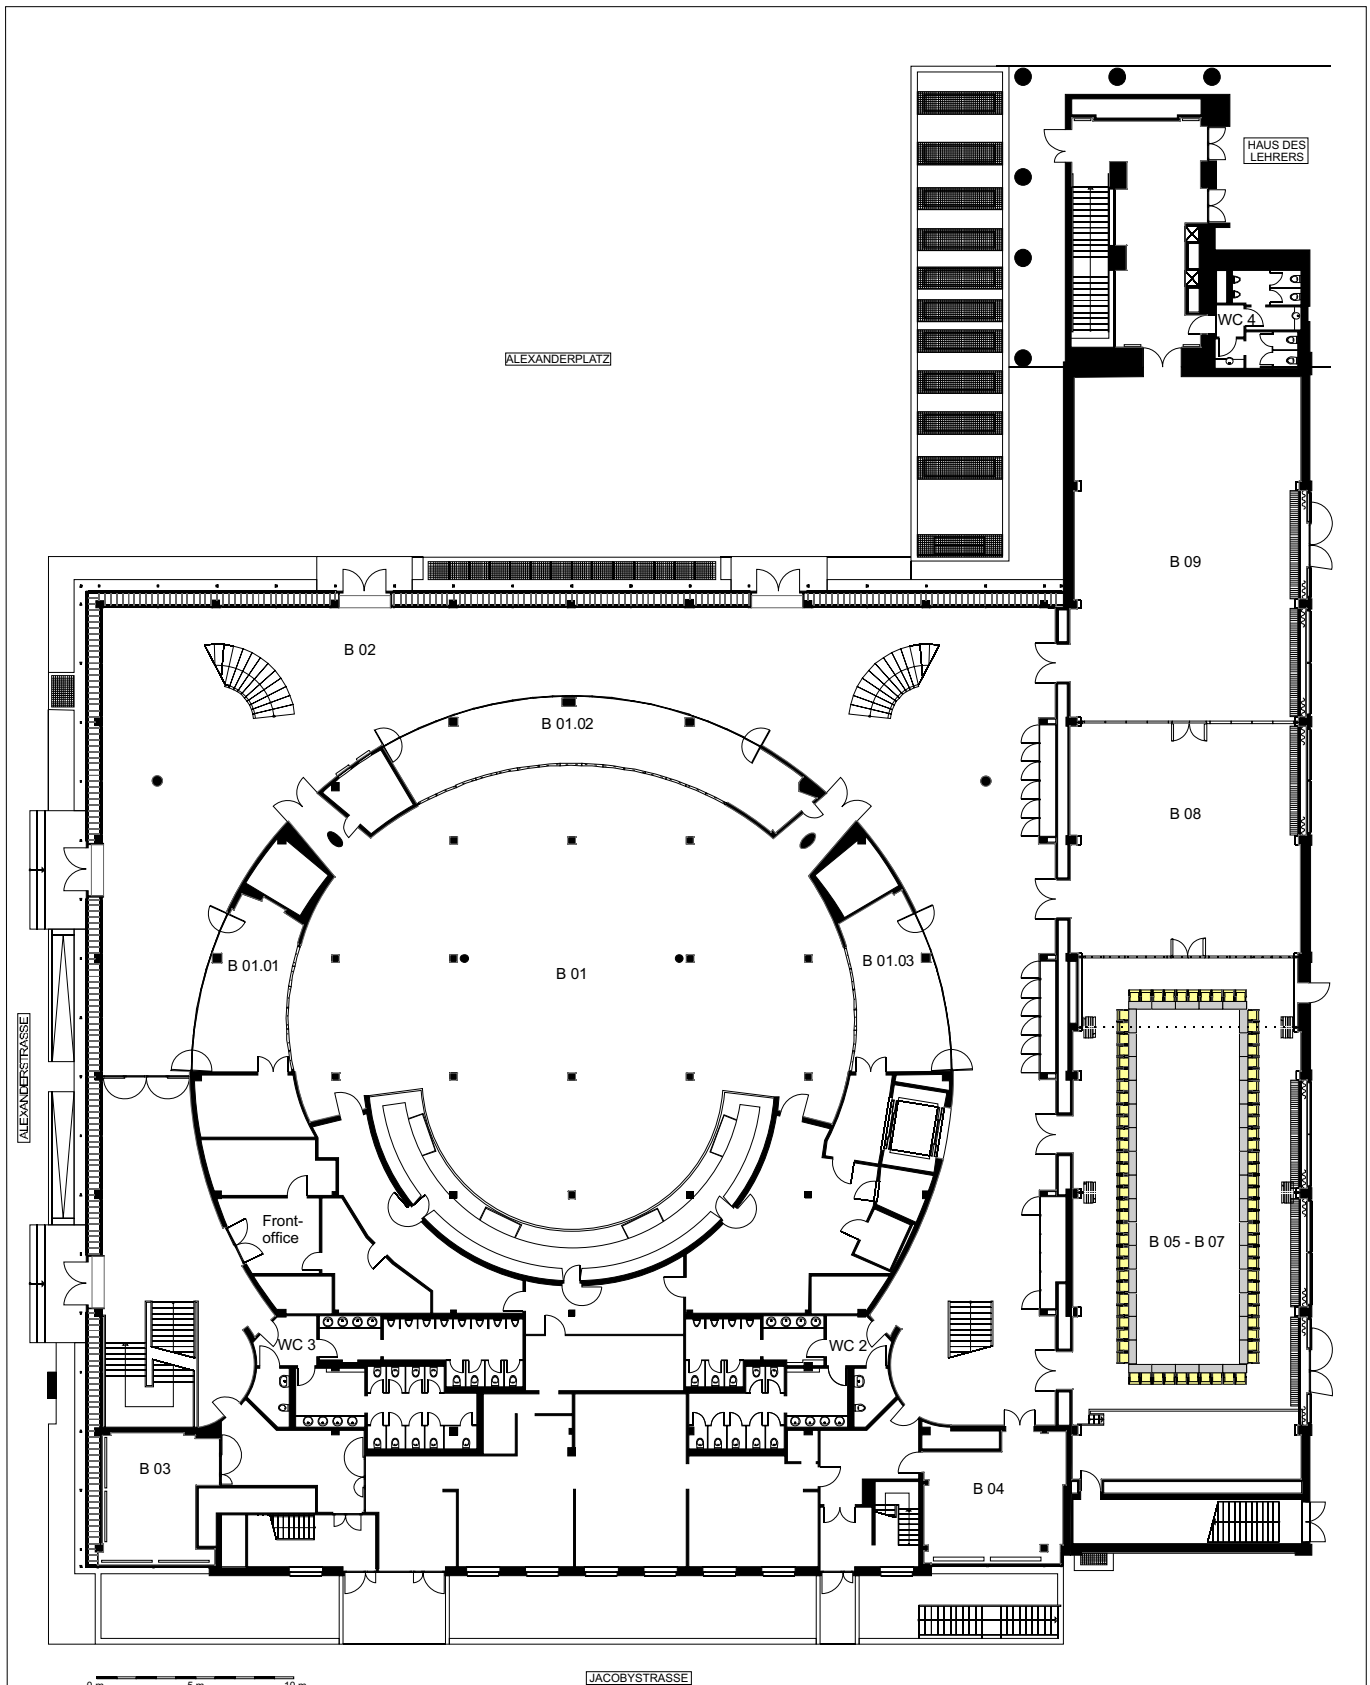 HAUS DES
LEHRERS
WC 4
ALEXANDERPLATZ
B 09
B 02
B 01.02
B 08
B 01.01
B 01
B 01.03
ALEXANDERSTRASSE
Front-
office
B 05 - B 07
WC 3
WC 2
B 03
B 04
JACOBYSTRASSE
0 m 5 m 10 m